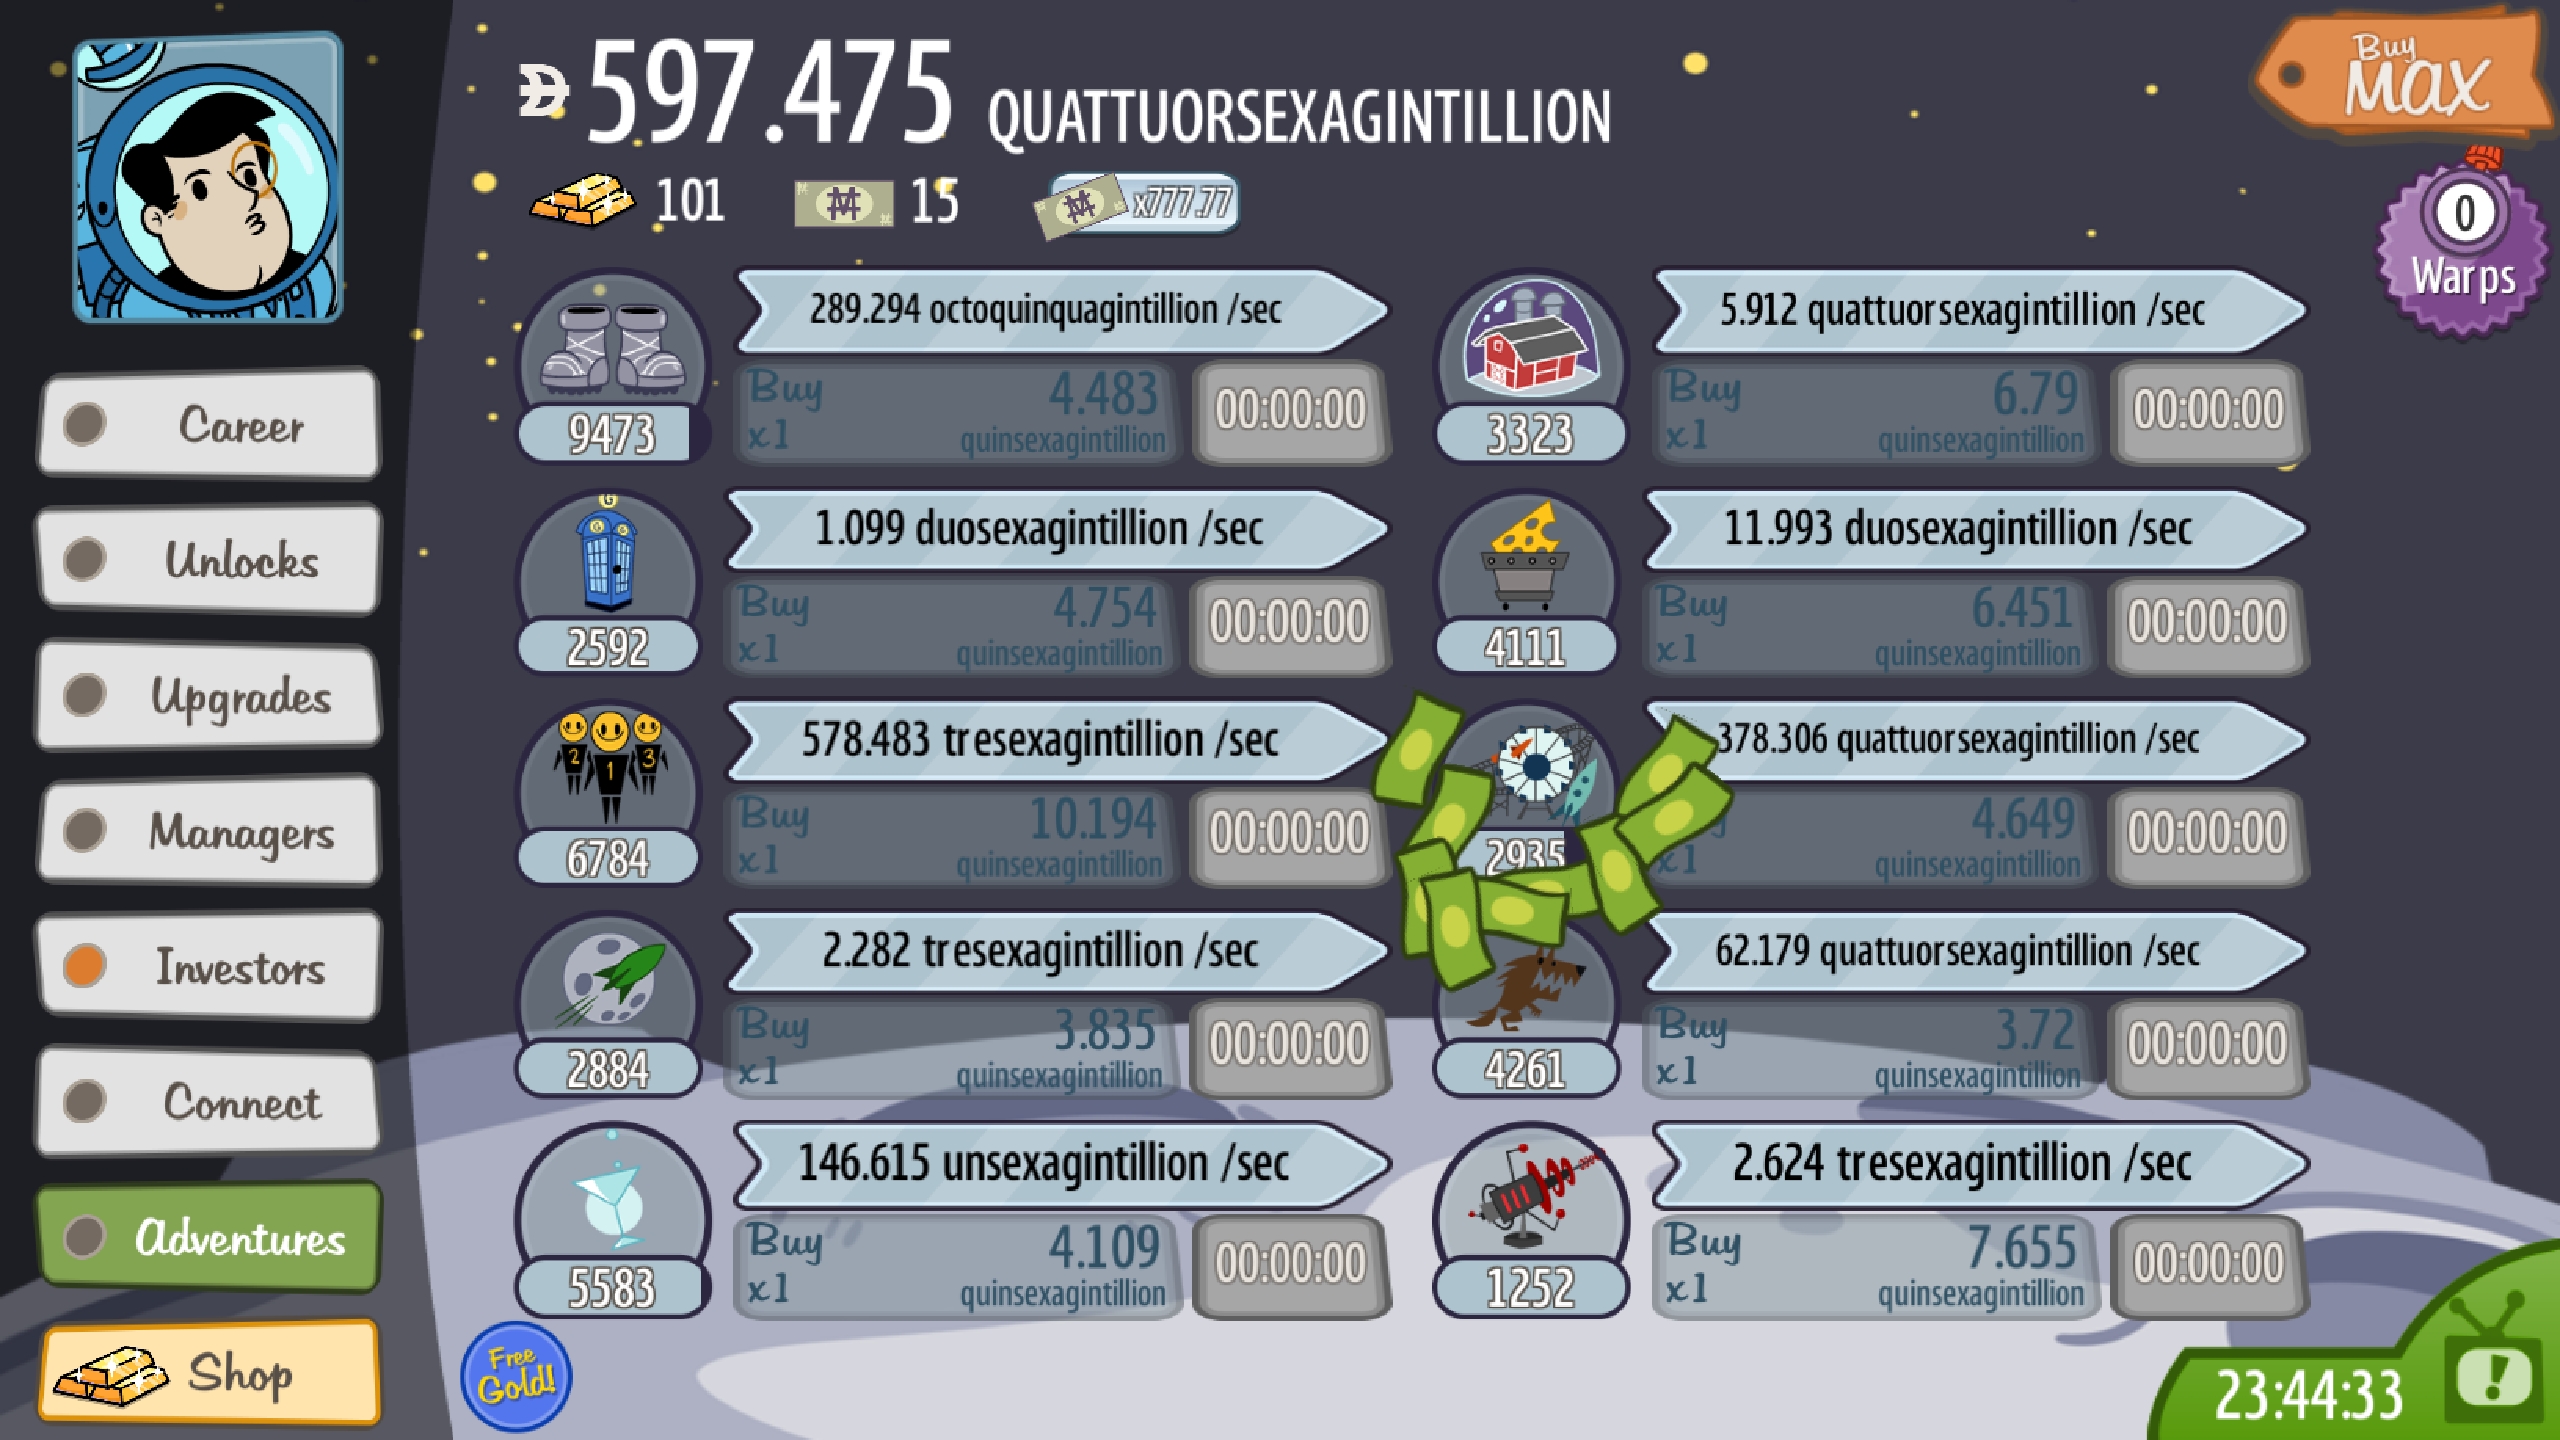 597.475 QUATTUORSEXAGINTILLION
Buy
MAX
101
15
x777.77
0
Warps
Career
Unlocks
Upgrades
Managers
Investors
Connect
Adventures
Shop
289.294 octoquinquagintillion /sec
Buy 4.483
x1 quinsexagintillion
00:00:00
9473
5.912 quattuorsexagintillion /sec
Buy 6.79
x1 quinsexagintillion
00:00:00
3323
G
G G
1.099 duosexagintillion /sec
Buy 4.754
x1 quinsexagintillion
00:00:00
2592
11.993 duosexagintillion /sec
Buy 6.451
x1 quinsexagintillion
00:00:00
4111
2 1 3
578.483 tresexagintillion /sec
Buy 10.194
x1 quinsexagintillion
00:00:00
6784
378.306 quattuorsexagintillion /sec
4.649
x1 quinsexagintillion
00:00:00
2935
2.282 tresexagintillion /sec
Buy 3.835
x1 quinsexagintillion
00:00:00
2884
62.179 quattuorsexagintillion /sec
Buy 3.72
x1 quinsexagintillion
00:00:00
4261
146.615 unsexagintillion /sec
Buy 4.109
x1 quinsexagintillion
00:00:00
5583
2.624 tresexagintillion /sec
Buy 7.655
x1 quinsexagintillion
00:00:00
1252
Free
Gold!
23:44:33
!